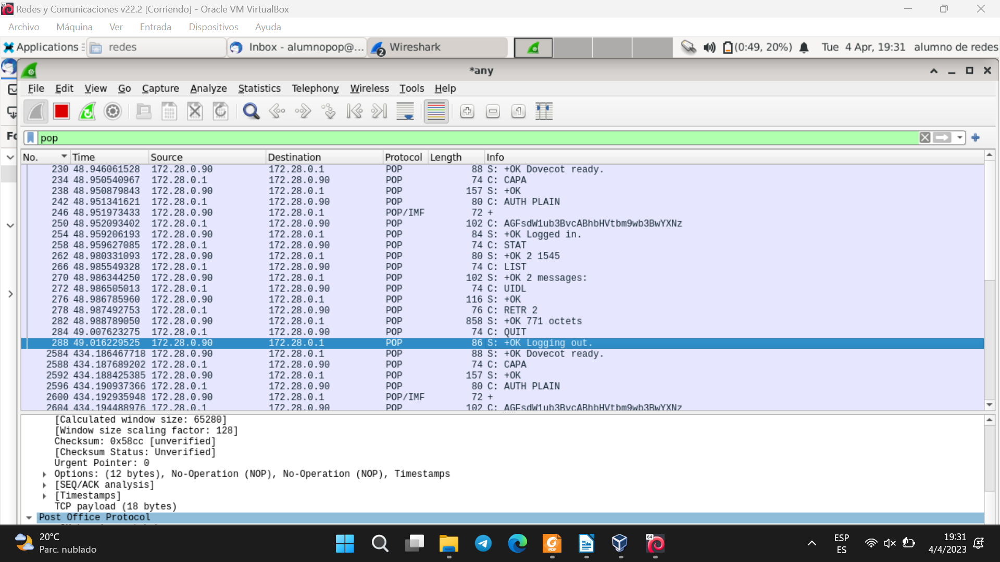 Redes y Comunicaciones v22.2 [Corriendo] - Oracle VM VirtualBox
Archivo Máquina Ver Entrada Dispositivos Ayuda
Applications redes Inbox - alumnopop@... Wireshark (0:49, 20%) Tue 4 Apr, 19:31 alumno de redes
*any
File Edit View Go Capture Analyze Statistics Telephony Wireless Tools Help
pop
No. Time Source Destination Protocol Length Info
230 48.946061528 172.28.0.90 172.28.0.1 POP 88 S: +OK Dovecot ready.
234 48.950540967 172.28.0.1 172.28.0.90 POP 74 C: CAPA
238 48.950879843 172.28.0.90 172.28.0.1 POP 157 S: +OK
242 48.951341621 172.28.0.1 172.28.0.90 POP 80 C: AUTH PLAIN
246 48.951973433 172.28.0.90 172.28.0.1 POP/IMF 72 +
250 48.952093402 172.28.0.1 172.28.0.90 POP 102 C: AGFsdW1ub3BvcABhbHVtbm9wb3BwYXNz
254 48.959206193 172.28.0.90 172.28.0.1 POP 84 S: +OK Logged in.
258 48.959627085 172.28.0.1 172.28.0.90 POP 74 C: STAT
262 48.980331093 172.28.0.90 172.28.0.1 POP 80 S: +OK 2 1545
266 48.985549328 172.28.0.1 172.28.0.90 POP 74 C: LIST
270 48.986344250 172.28.0.90 172.28.0.1 POP 102 S: +OK 2 messages:
272 48.986505013 172.28.0.1 172.28.0.90 POP 74 C: UIDL
276 48.986785960 172.28.0.90 172.28.0.1 POP 116 S: +OK
278 48.987492753 172.28.0.1 172.28.0.90 POP 76 C: RETR 2
282 48.988789050 172.28.0.90 172.28.0.1 POP 858 S: +OK 771 octets
284 49.007623275 172.28.0.1 172.28.0.90 POP 74 C: QUIT
288 49.016229525 172.28.0.90 172.28.0.1 POP 86 S: +OK Logging out.
2584 434.186467718 172.28.0.90 172.28.0.1 POP 88 S: +OK Dovecot ready.
2588 434.187689202 172.28.0.1 172.28.0.90 POP 74 C: CAPA
2592 434.188425385 172.28.0.90 172.28.0.1 POP 157 S: +OK
2596 434.190937366 172.28.0.1 172.28.0.90 POP 80 C: AUTH PLAIN
2600 434.192935948 172.28.0.90 172.28.0.1 POP/IMF 72 +
2604 434.194488976 172.28.0.1 172.28.0.90 POP 102 C: AGFsdW1ub3BvcABhbHVtbm9wb3BwYXNz
[Calculated window size: 65280]
[Window size scaling factor: 128]
Checksum: 0x58cc [unverified]
[Checksum Status: Unverified]
Urgent Pointer: 0
Options: (12 bytes), No-Operation (NOP), No-Operation (NOP), Timestamps
[SEQ/ACK analysis]
[Timestamps]
TCP payload (18 bytes)
Post Office Protocol
20°C
Parc. nublado
ESP
ES
19:31
4/4/2023